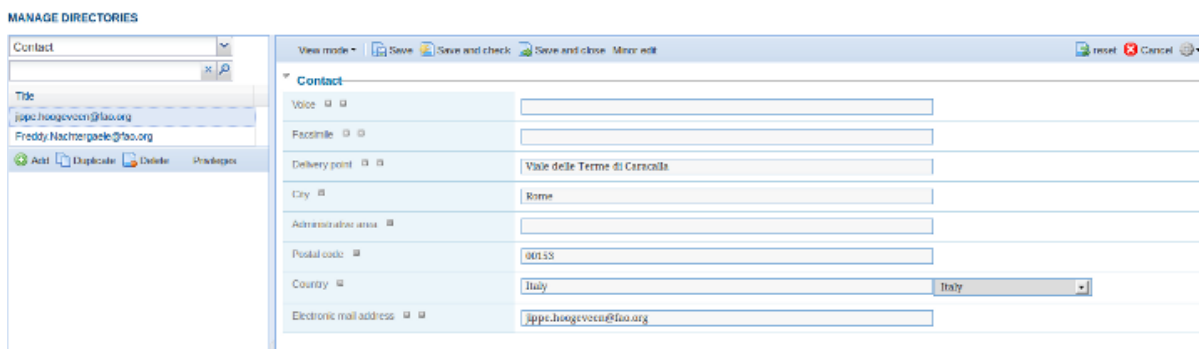 MANAGE DIRECTORIES
Contact
Title
jippe.hoogeveen@fao.org
Freddy.Nachtergaele@fao.org
Add Duplicate Delete Privileges
View mode Save Save and check Save and close Minor edit reset Cancel
Contact
Voice
Facsimile
Delivery point Viale delle Terme di Caracalla
City Rome
Administrative area
Postal code 00153
Country Italy Italy
Electronic mail address jippe.hoogeveen@fao.org